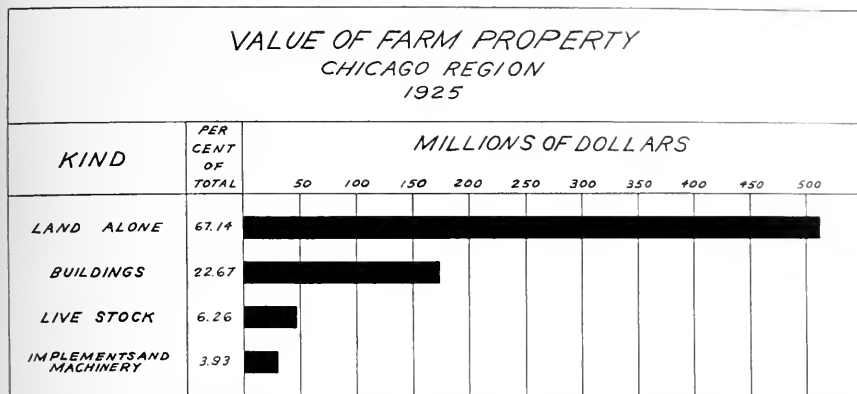 VALUE OF FARM PROPERTY
CHICAGO REGION
1925
KIND
PER
CENT
OF
TOTAL
MILLIONS OF DOLLARS
50 100 150 200 250 300 350 400 450 500
LAND ALONE 67.14
BUILDINGS 22.67
LIVE STOCK 6.26
IMPLEMENTS AND
MACHINERY 3.93